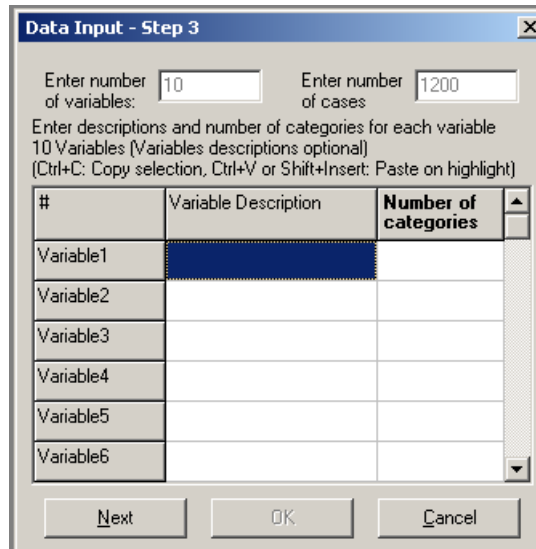 Data Input - Step 3
Enter number of variables: 10
Enter number of cases 1200
Enter descriptions and number of categories for each variable
10 Variables (Variables descriptions optional)
(Ctrl+C: Copy selection, Ctrl+V or Shift+Insert: Paste on highlight)
# Variable Description Number of categories
Variable1
Variable2
Variable3
Variable4
Variable5
Variable6
Next OK Cancel